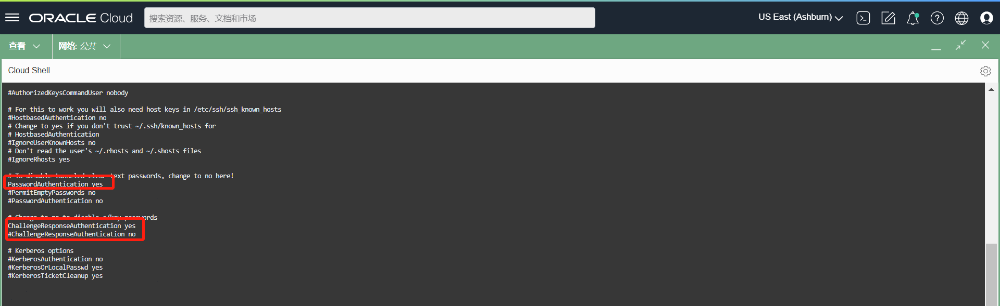 ORACLE Cloud
搜索资源、服务、文档和市场
US East (Ashburn)
查看
网络: 公共
Cloud Shell
#AuthorizedKeysCommandUser nobody
# For this to work you will also need host keys in /etc/ssh/ssh_known_hosts
#HostbasedAuthentication no
# Change to yes if you don't trust ~/.ssh/known_hosts for
# HostbasedAuthentication
#IgnoreUserKnownHosts no
# Don't read the user's ~/.rhosts and ~/.shosts files
#IgnoreRhosts yes
# To disable tunneled clear text passwords, change to no here!
PasswordAuthentication yes
#PermitEmptyPasswords no
#PasswordAuthentication no
# Change to no to disable s/key passwords
ChallengeResponseAuthentication yes
#ChallengeResponseAuthentication no
# Kerberos options
#KerberosAuthentication no
#KerberosOrLocalPasswd yes
#KerberosTicketCleanup yes